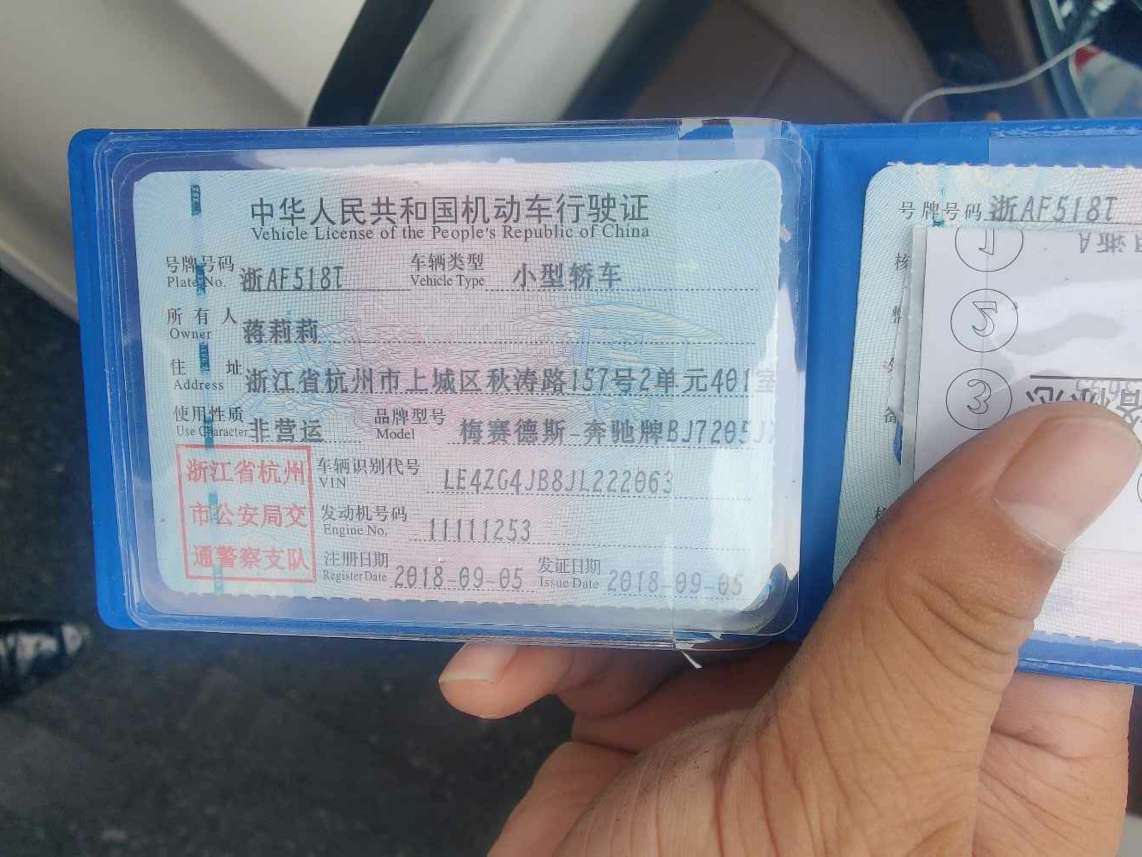 中华人民共和国机动车行驶证
Vehicle License of the People's Republic of China
号牌号码 Plate No. 浙AF518T 车辆类型 Vehicle Type 小型轿车
所有人 Owner 蒋莉莉
住址 Address 浙江省杭州市上城区秋涛路157号2单元401室
使用性质 Use Character 非营运 品牌型号 Model 梅赛德斯-奔驰牌BJ7205J
浙江省杭州
市公安局交
通警察支队
车辆识别代号 VIN LE4ZG4JB8JL222063
发动机号码 Engine No. 11111253
注册日期 Register Date 2018-09-05 发证日期 Issue Date 2018-09-05
号牌号码 浙AF518T
核
1
5
3